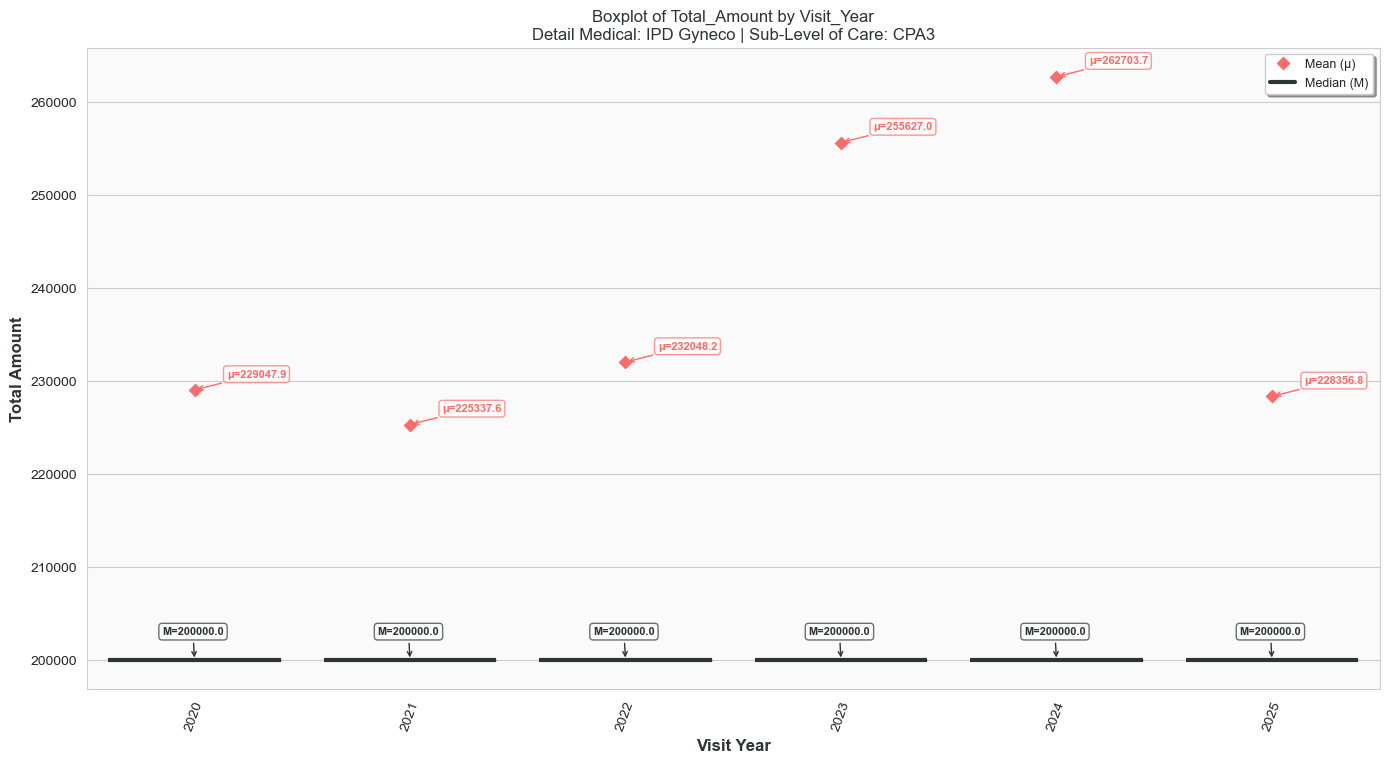 Boxplot of Total_Amount by Visit_Year
Detail Medical: IPD Gyneco | Sub-Level of Care: CPA3
Mean (μ)
Median (M)
Total Amount
260000
250000
240000
230000
220000
210000
200000
μ=229047.9
μ=225337.6
μ=232048.2
μ=255627.0
μ=262703.7
μ=228356.8
M=200000.0
M=200000.0
M=200000.0
M=200000.0
M=200000.0
M=200000.0
2020
2021
2022
2023
2024
2025
Visit Year